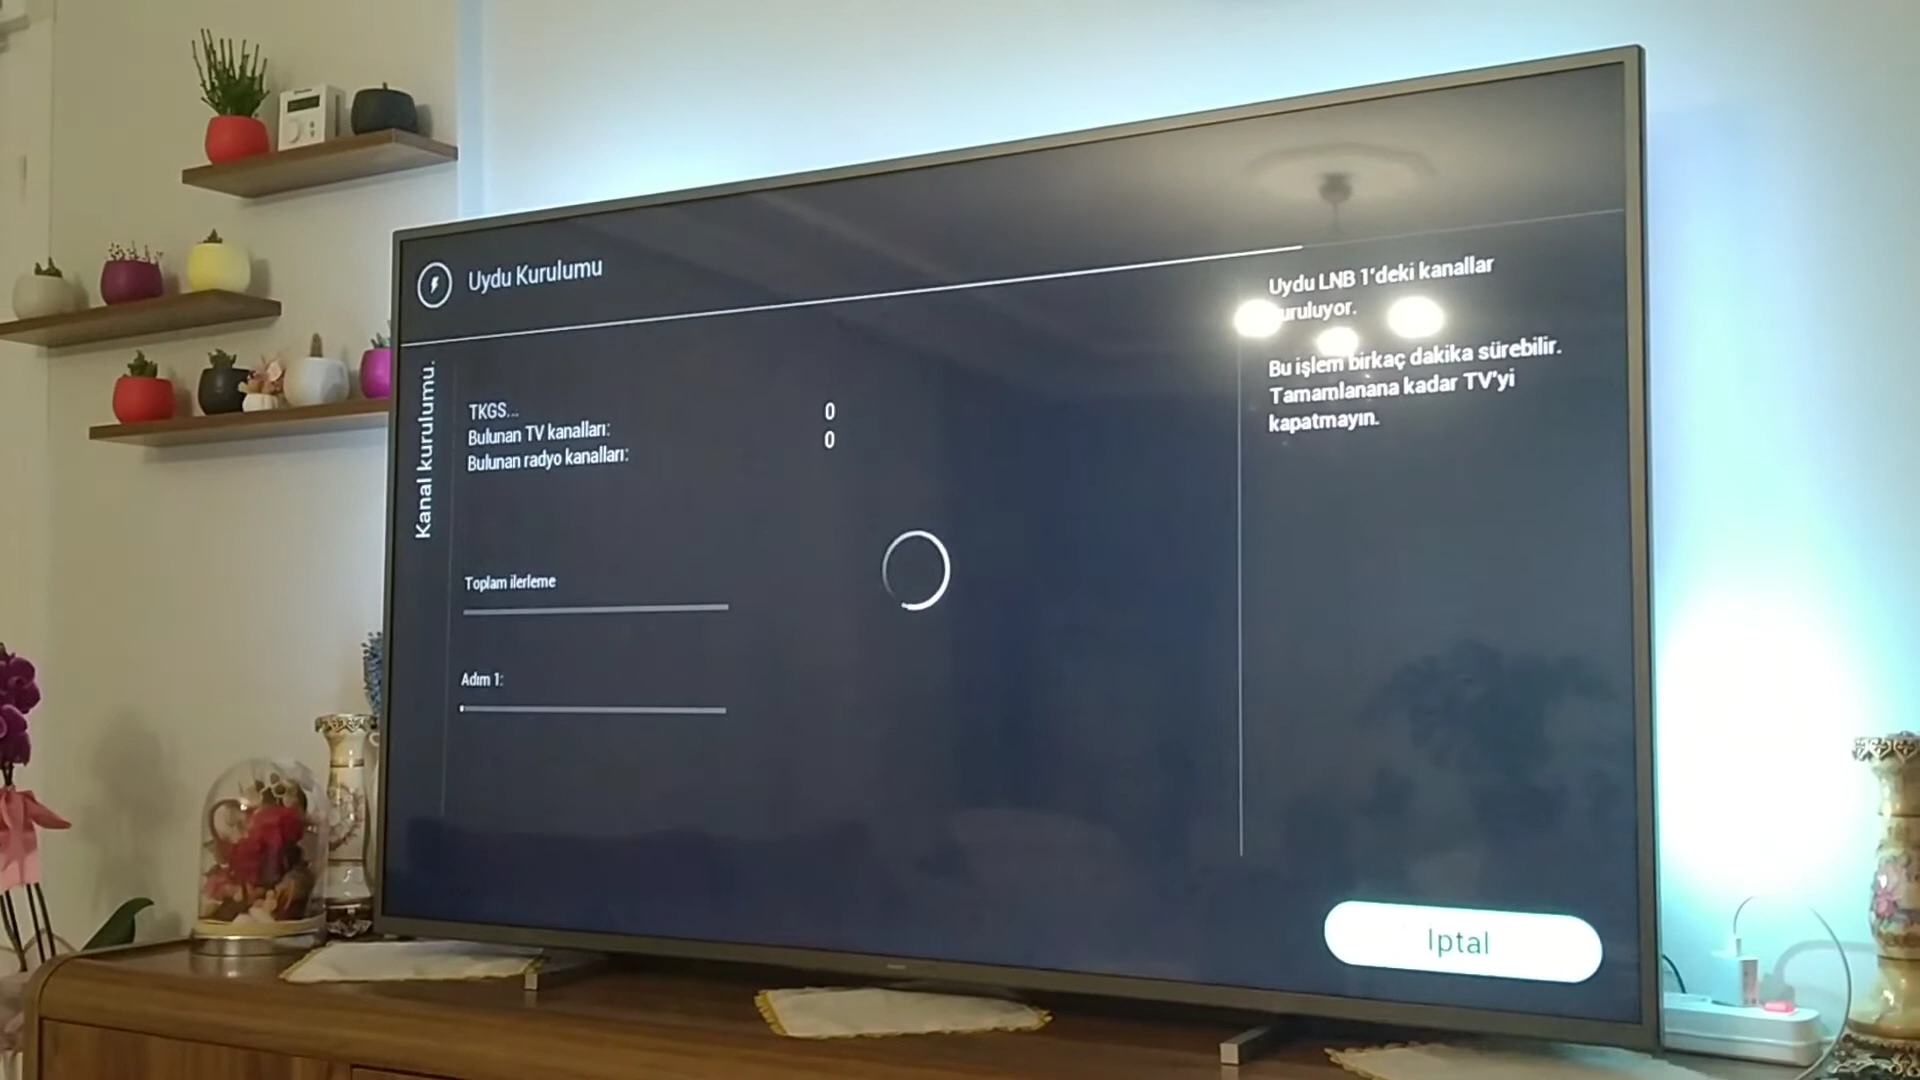 Uydu Kurulumu
Kanal kurulumu.
TKGS...
Bulunan TV kanalları: 0
Bulunan radyo kanalları: 0
Toplam ilerleme
Adım 1:
Uydu LNB 1'deki kanallar
kuruluyor.
Bu işlem birkaç dakika sürebilir.
Tamamlanana kadar TV'yi
kapatmayın.
İptal